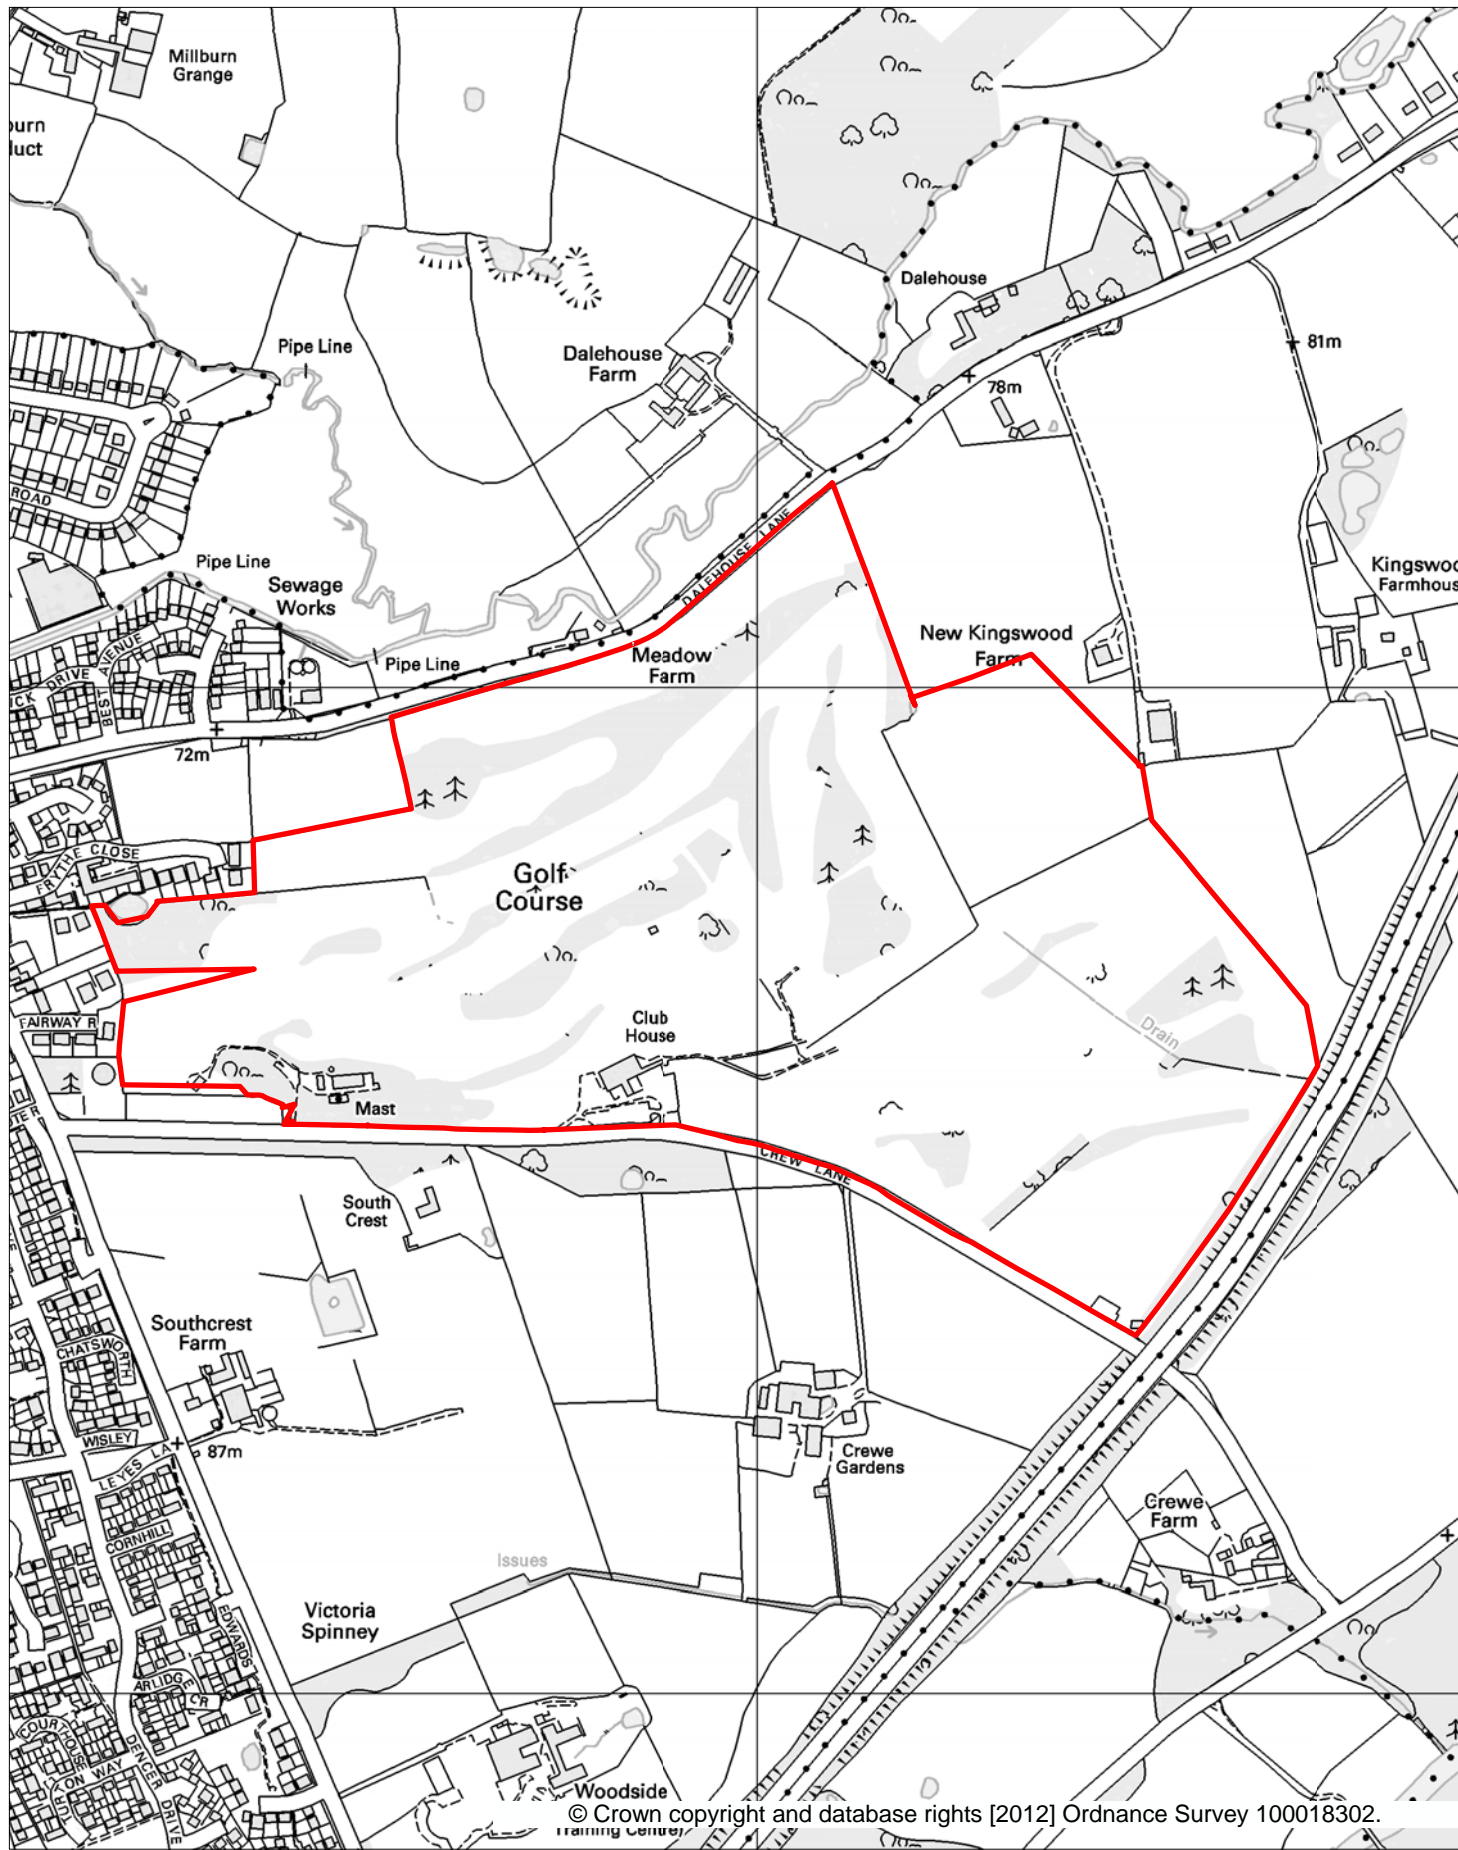 Millburn
Grange
Dalehouse
Pipe Line
Dalehouse
Farm
81m
78m
ROAD
DALEHOUSE LANE
Pipe Line
Sewage
Works
Kingswoo
Farmhous
New Kingswood
Farm
BEST AVENUE
ICK DRIVE
Pipe Line
Meadow
Farm
72m
FRYTHE CLOSE
Golf
Course
Club
House
FAIRWAY R
Drain
Mast
CREW LANE
South
Crest
Southcrest
Farm
CHATSWORTH
WISLEY
LEYES LA
87m
Crewe
Gardens
CORNHILL
Crewe
Farm
Issues
Victoria
Spinney
EDWARDS
ARLIDGE CR
COURTHOUSE
DENCER DRIVE
Woodside
Training Centre
© Crown copyright and database rights [2012] Ordnance Survey 100018302.